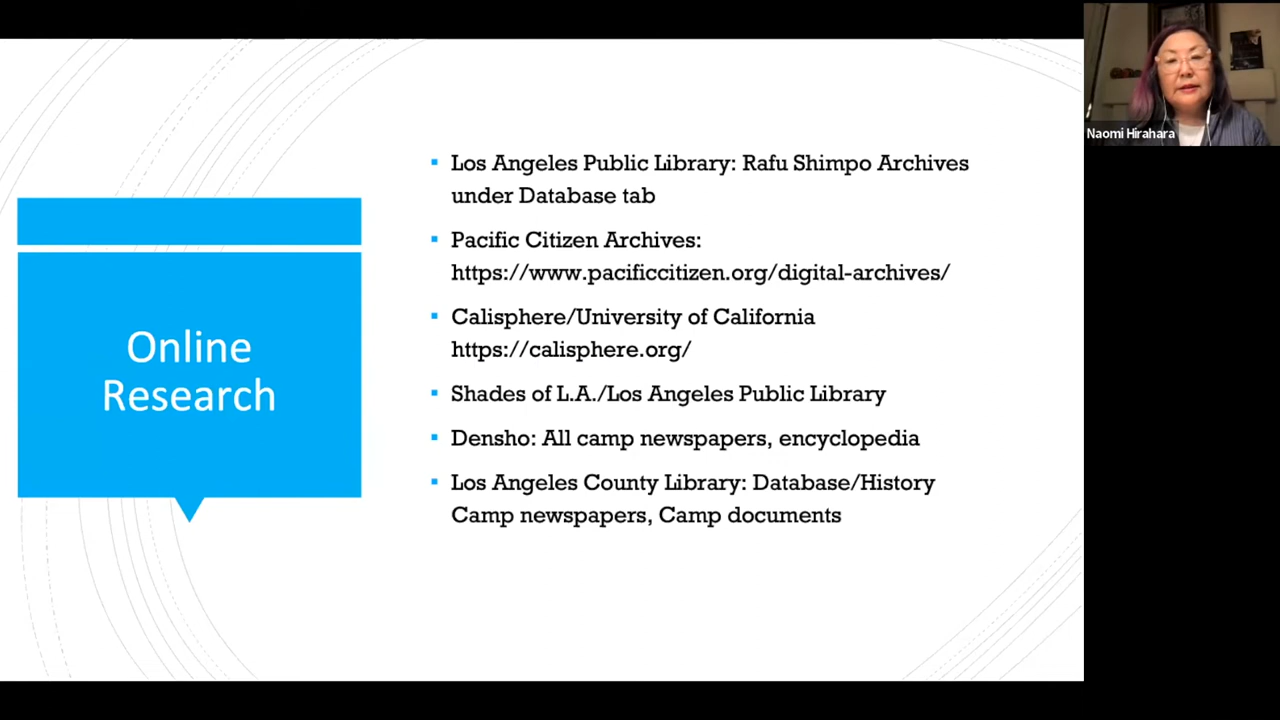 Online
Research
Los Angeles Public Library: Rafu Shimpo Archives
under Database tab
Pacific Citizen Archives:
https://www.pacificcitizen.org/digital-archives/
Calisphere/University of California
https://calisphere.org/
Shades of L.A./Los Angeles Public Library
Densho: All camp newspapers, encyclopedia
Los Angeles County Library: Database/History
Camp newspapers, Camp documents
Naomi Hirahara